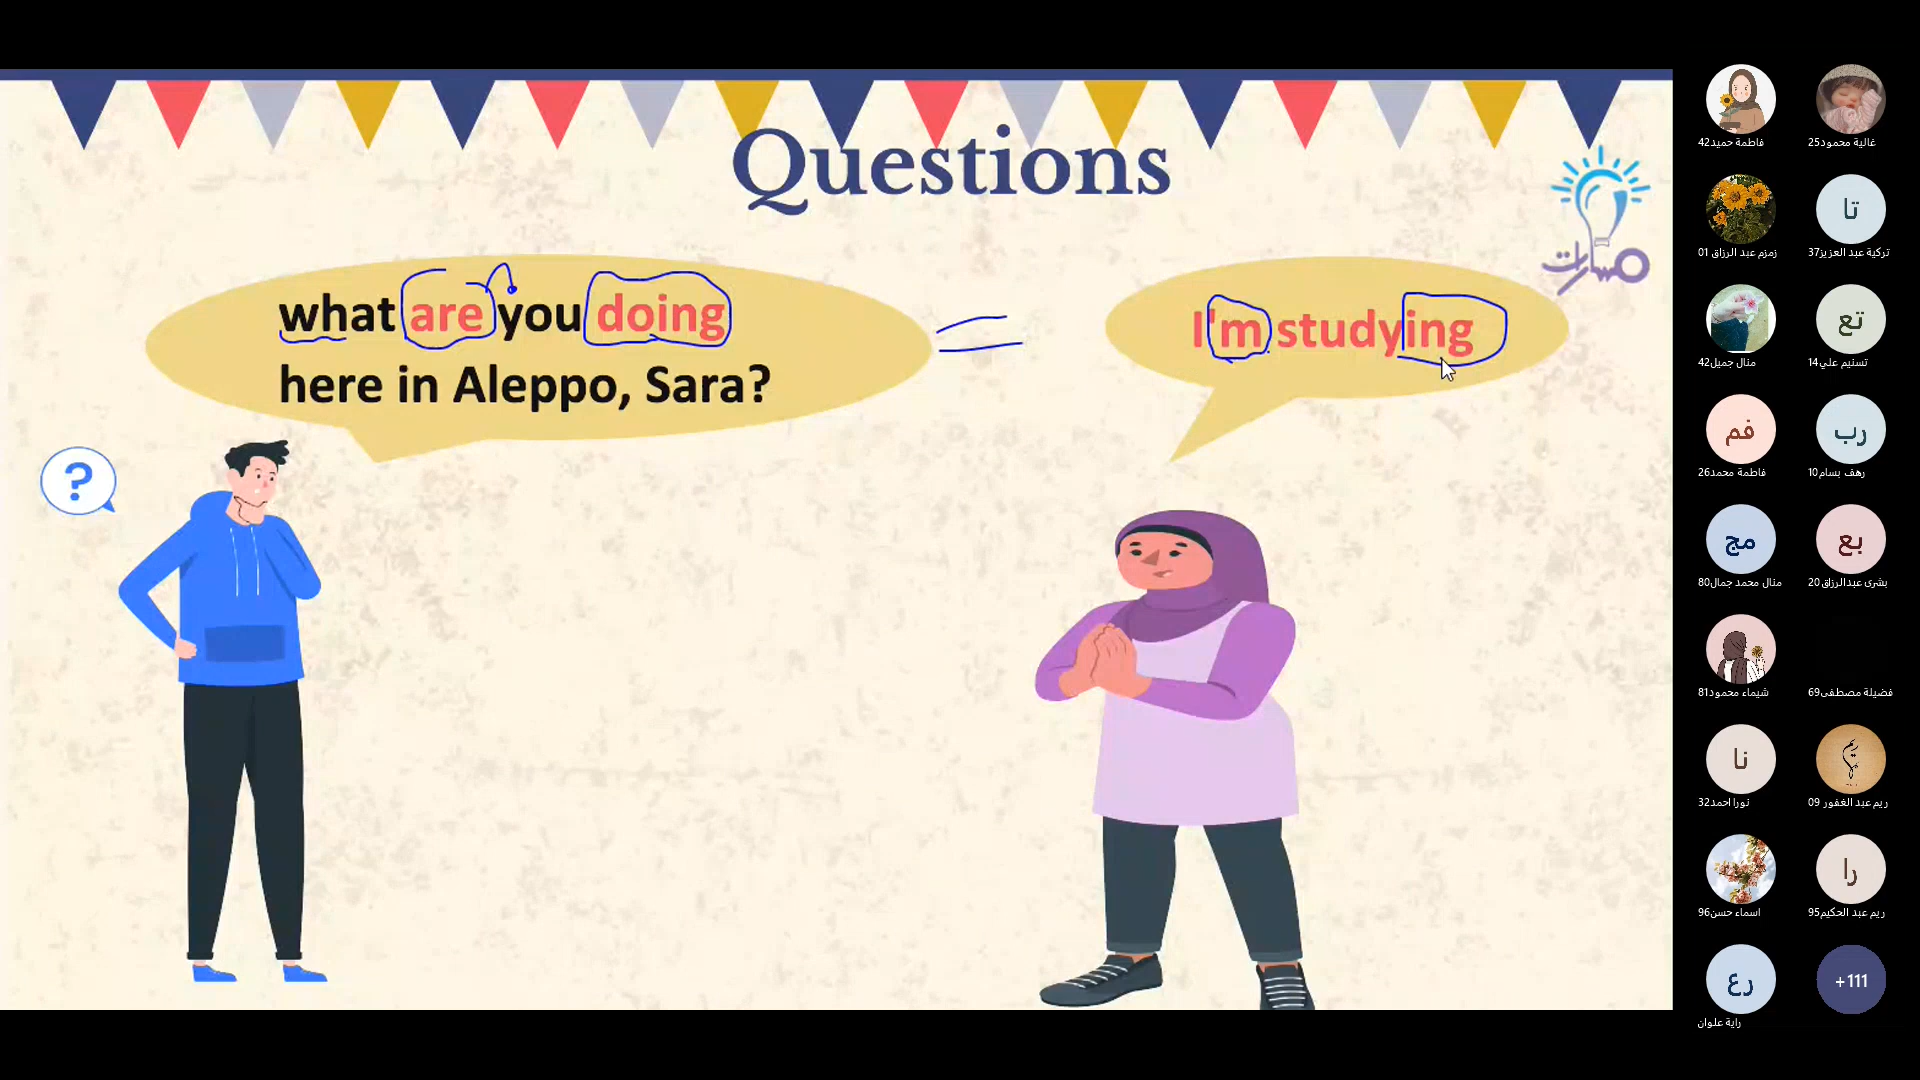 Questions
what are you doing
here in Aleppo, Sara?
I'm studying
?
مسارات
فاطمة حميد42
غالية محمود25
زمزم عبد الرزاق 01
تا
تركية عبد العزيز37
منال جميل42
تع
تسنيم علي14
فم
فاطمة محمد26
رب
رهف بسام10
مج
منال محمد جمال80
بع
بشرى عبدالرزاق20
شيماء محمود81
فضيلة مصطفى69
نا
نورا احمد32
ريم
ريم عبد الغفور 09
اسماء حسن96
را
ريم عبد الحكيم95
رع
راية علوان
+111